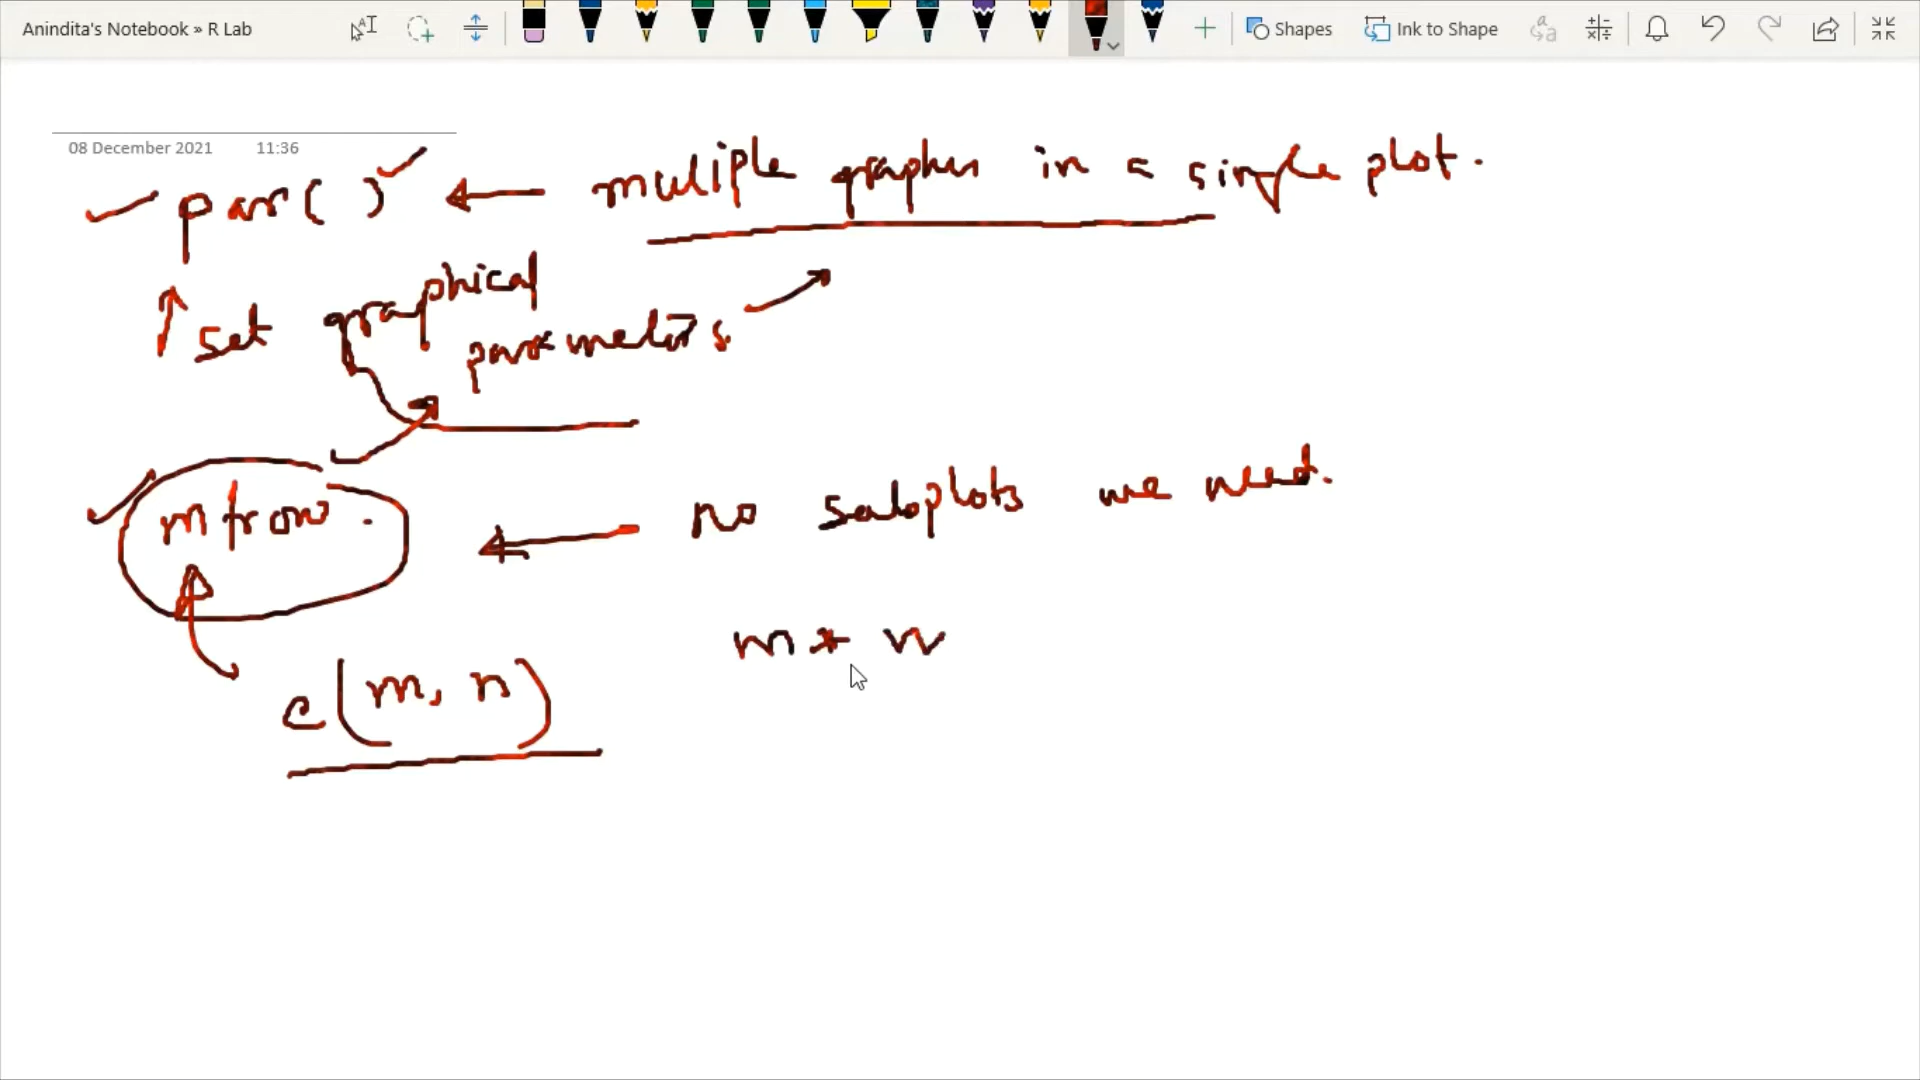 Anindita's Notebook » R Lab
Shapes
Ink to Shape
08 December 2021 11:36
par( ) ← muliple graphs in a single plot.
set graphical
parameters
mfrow. ← no subplots we need.
m * n
c(m, n)